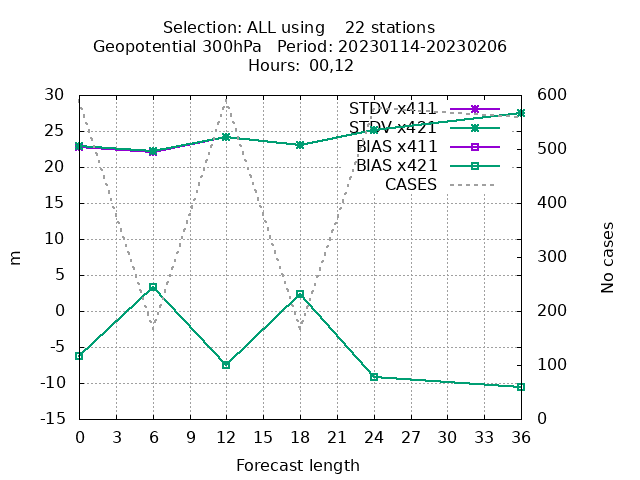 Selection: ALL using    22 stations
Geopotential 300hPa   Period: 20230114-20230206
Hours: 00,12
30
25
20
15
10
5
0
-5
-10
-15
m
STDV x411
STDV x421
BIAS x411
BIAS x421
CASES
600
500
400
300
200
100
0
No cases
0 3 6 9 12 15 18 21 24 27 30 33 36
Forecast length